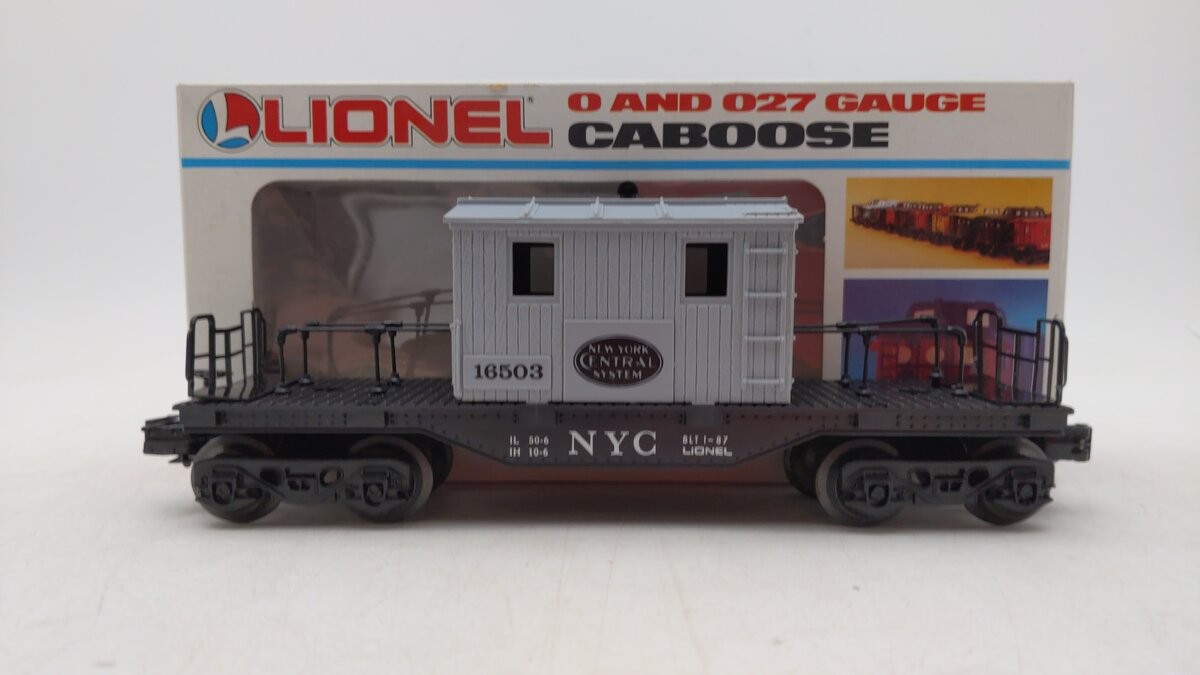 LIONEL
O AND O27 GAUGE
CABOOSE
16503
NEW YORK
CENTRAL
SYSTEM
IL 50-6
IH 10-6
NYC
BLT 1-87
LIONEL